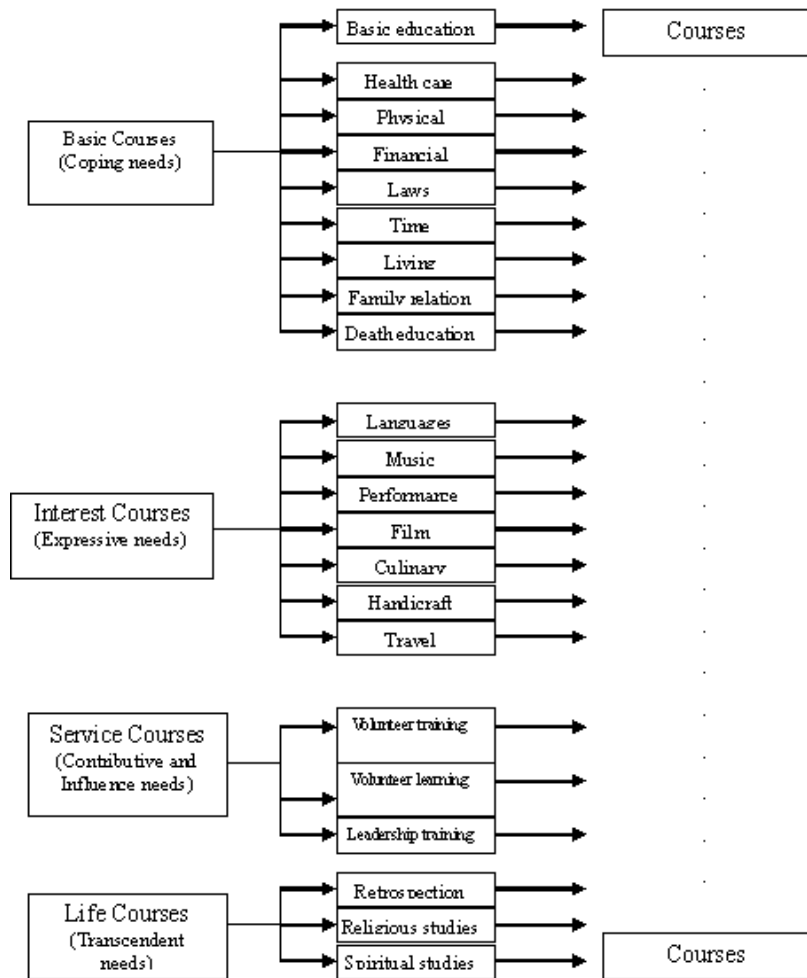 Basic education
Courses
Health care
Physical
Basic Courses
(Coping needs)
Financial
Laws
Time
Living
Family relation
Death education
Languages
Music
Interest Courses
(Expressive needs)
Performance
Film
Culinary
Handicraft
Travel
Service Courses
(Contributive and
Influence needs)
Volunteer training
Volunteer learning
Leadership training
Life Courses
(Transcendent
needs)
Retrospection
Religious studies
Spiritual studies
Courses